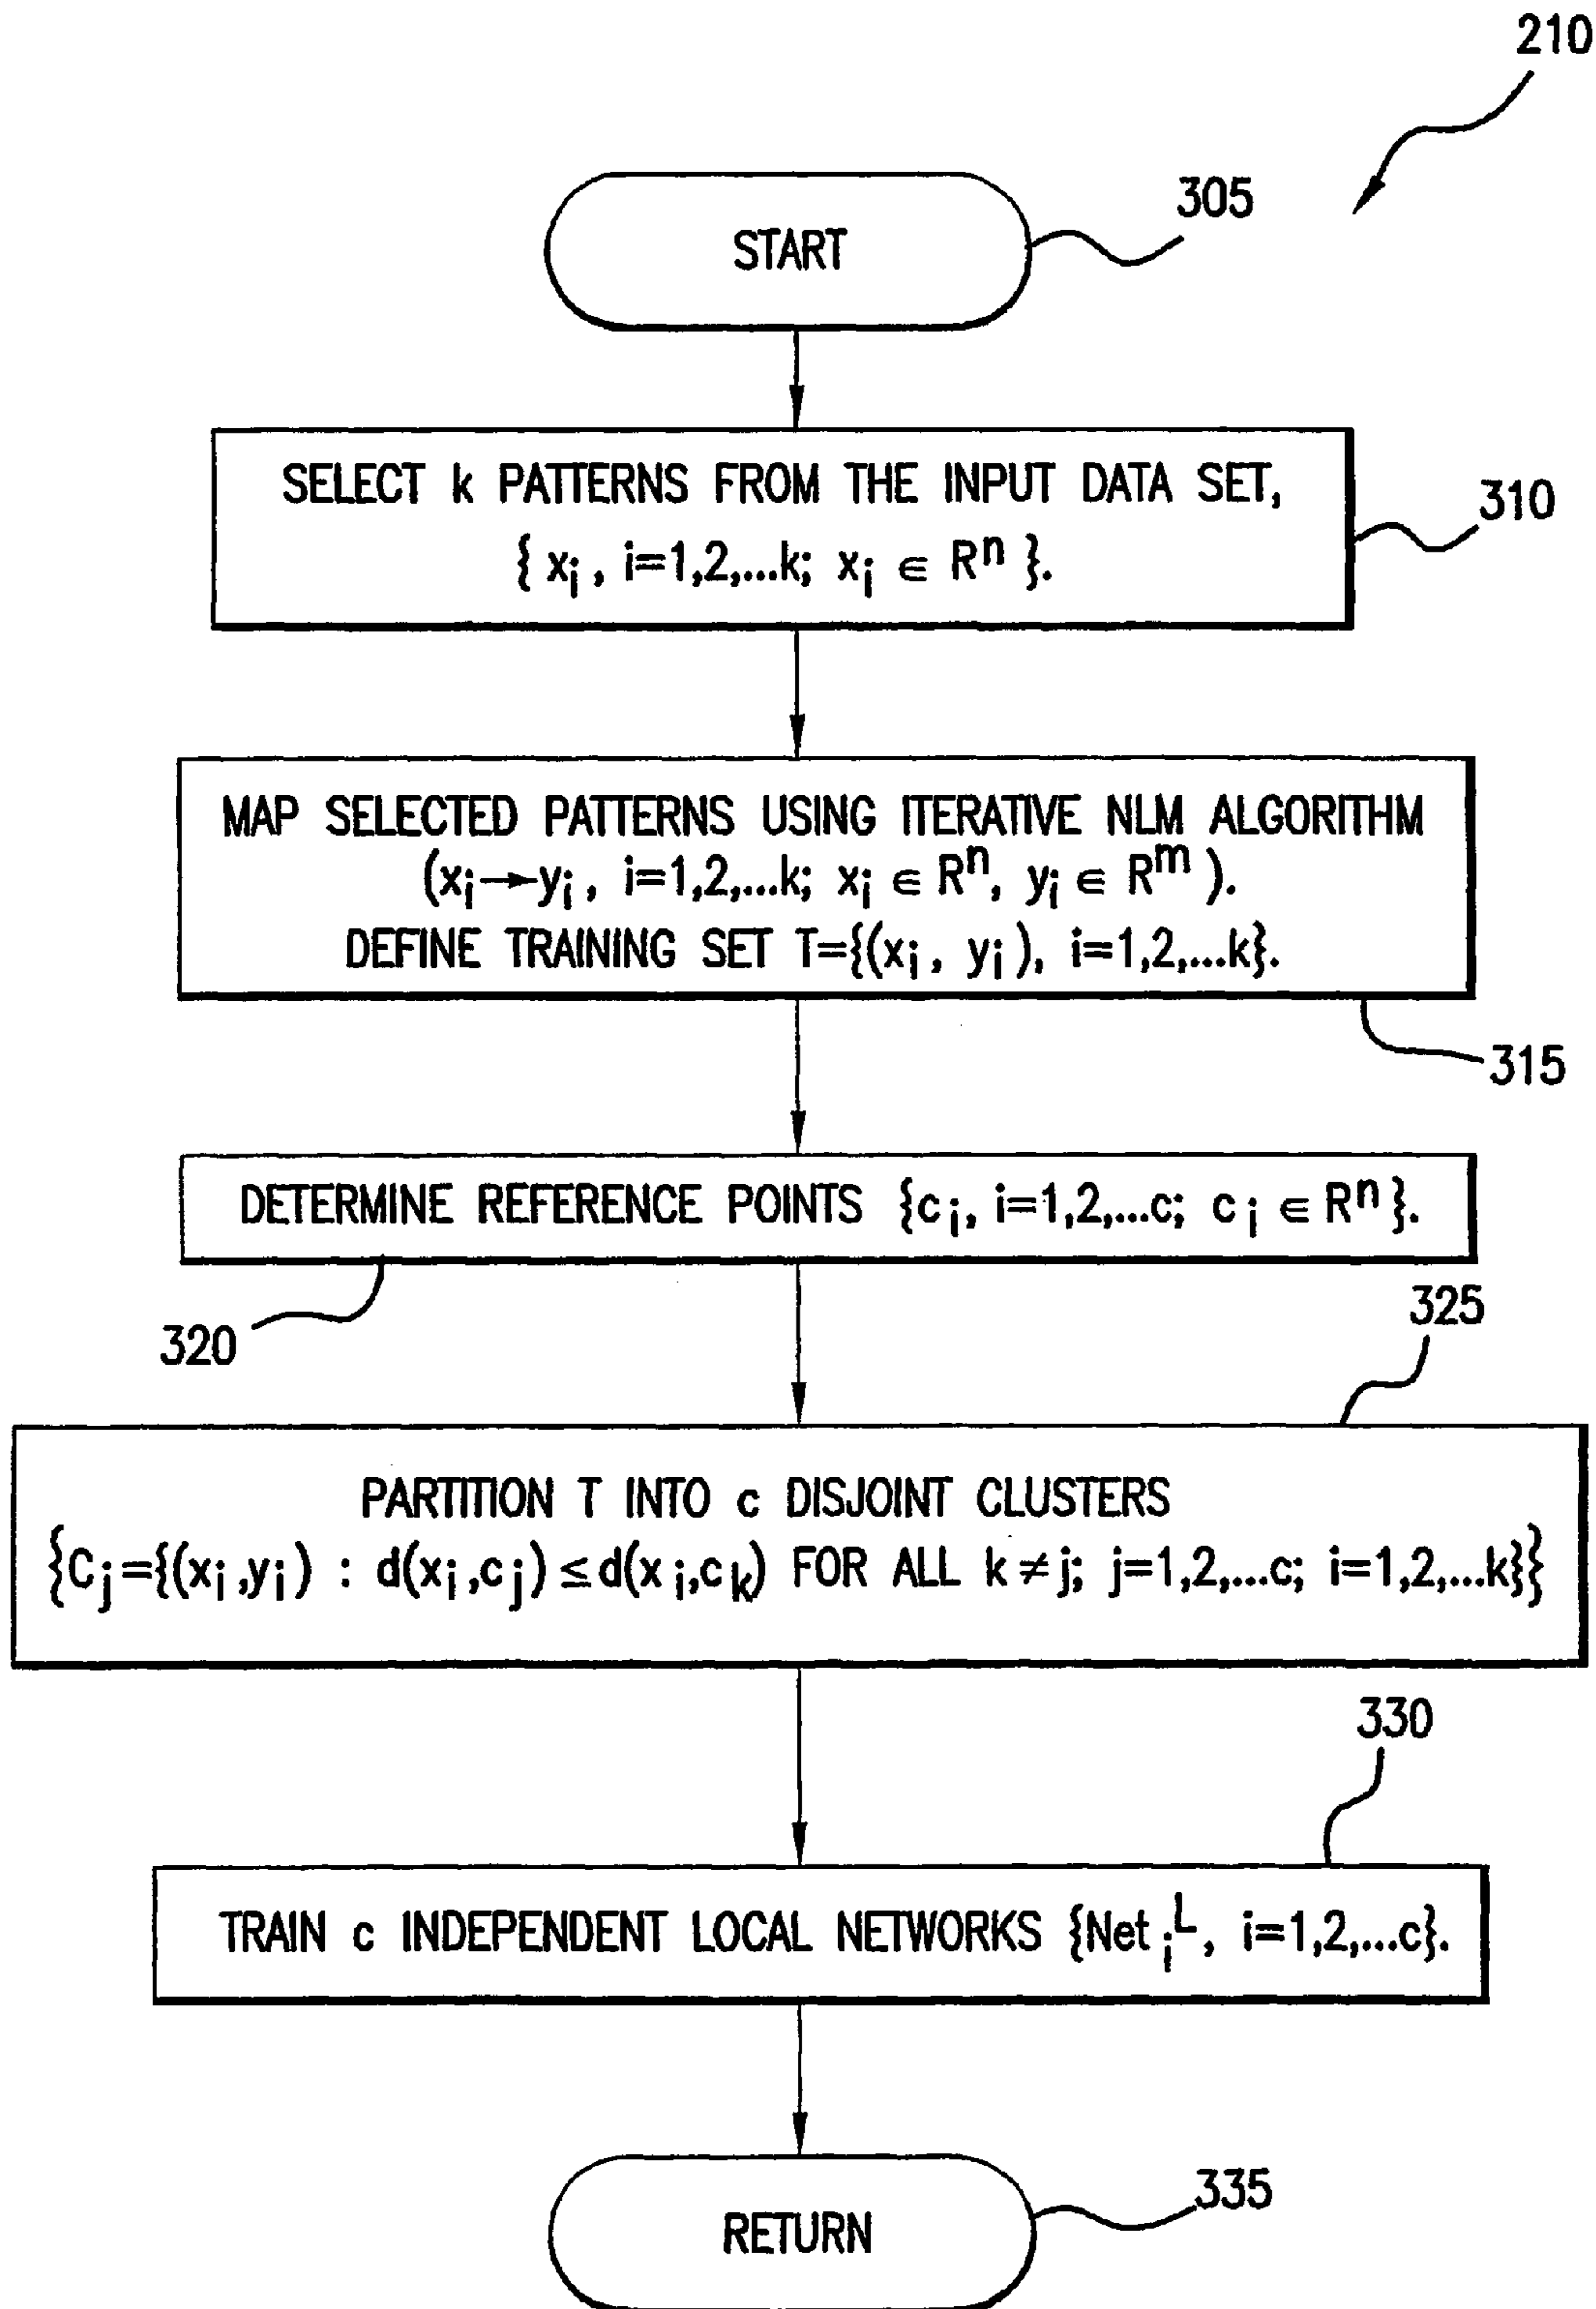 210
START
305
SELECT k PATTERNS FROM THE INPUT DATA SET,
{ xᵢ, i=1,2,...k; xᵢ ∈ Rⁿ }.
310
MAP SELECTED PATTERNS USING ITERATIVE NLM ALGORITHM
(xᵢ→yᵢ, i=1,2,...k; xᵢ ∈ Rⁿ, yᵢ ∈ Rᵐ).
DEFINE TRAINING SET T={(xᵢ, yᵢ), i=1,2,...k}.
315
DETERMINE REFERENCE POINTS {cᵢ, i=1,2,...c; cᵢ ∈ Rⁿ}.
320
325
PARTITION T INTO c DISJOINT CLUSTERS
{Cⱼ={(xᵢ,yᵢ) : d(xᵢ,cⱼ) ≤ d(xᵢ,cₖ) FOR ALL k ≠ j; j=1,2,...c; i=1,2,...k}}
330
TRAIN c INDEPENDENT LOCAL NETWORKS {Netᵢᴸ, i=1,2,...c}.
RETURN
335